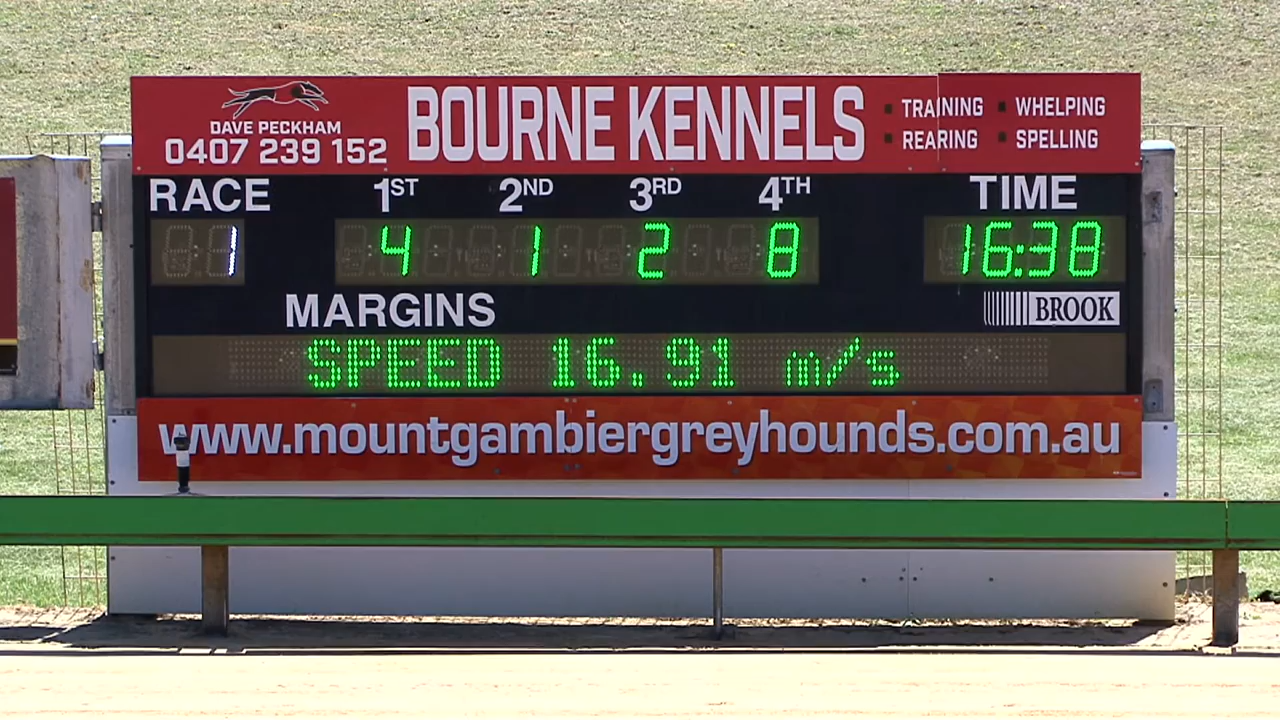 DAVE PECKHAM
0407 239 152
BOURNE KENNELS
TRAINING WHELPING
REARING SPELLING
RACE 1ST 2ND 3RD 4TH TIME
1 4 1 2 8 16:38
MARGINS
BROOK
SPEED 16.91 m/s
www.mountgambiergreyhounds.com.au